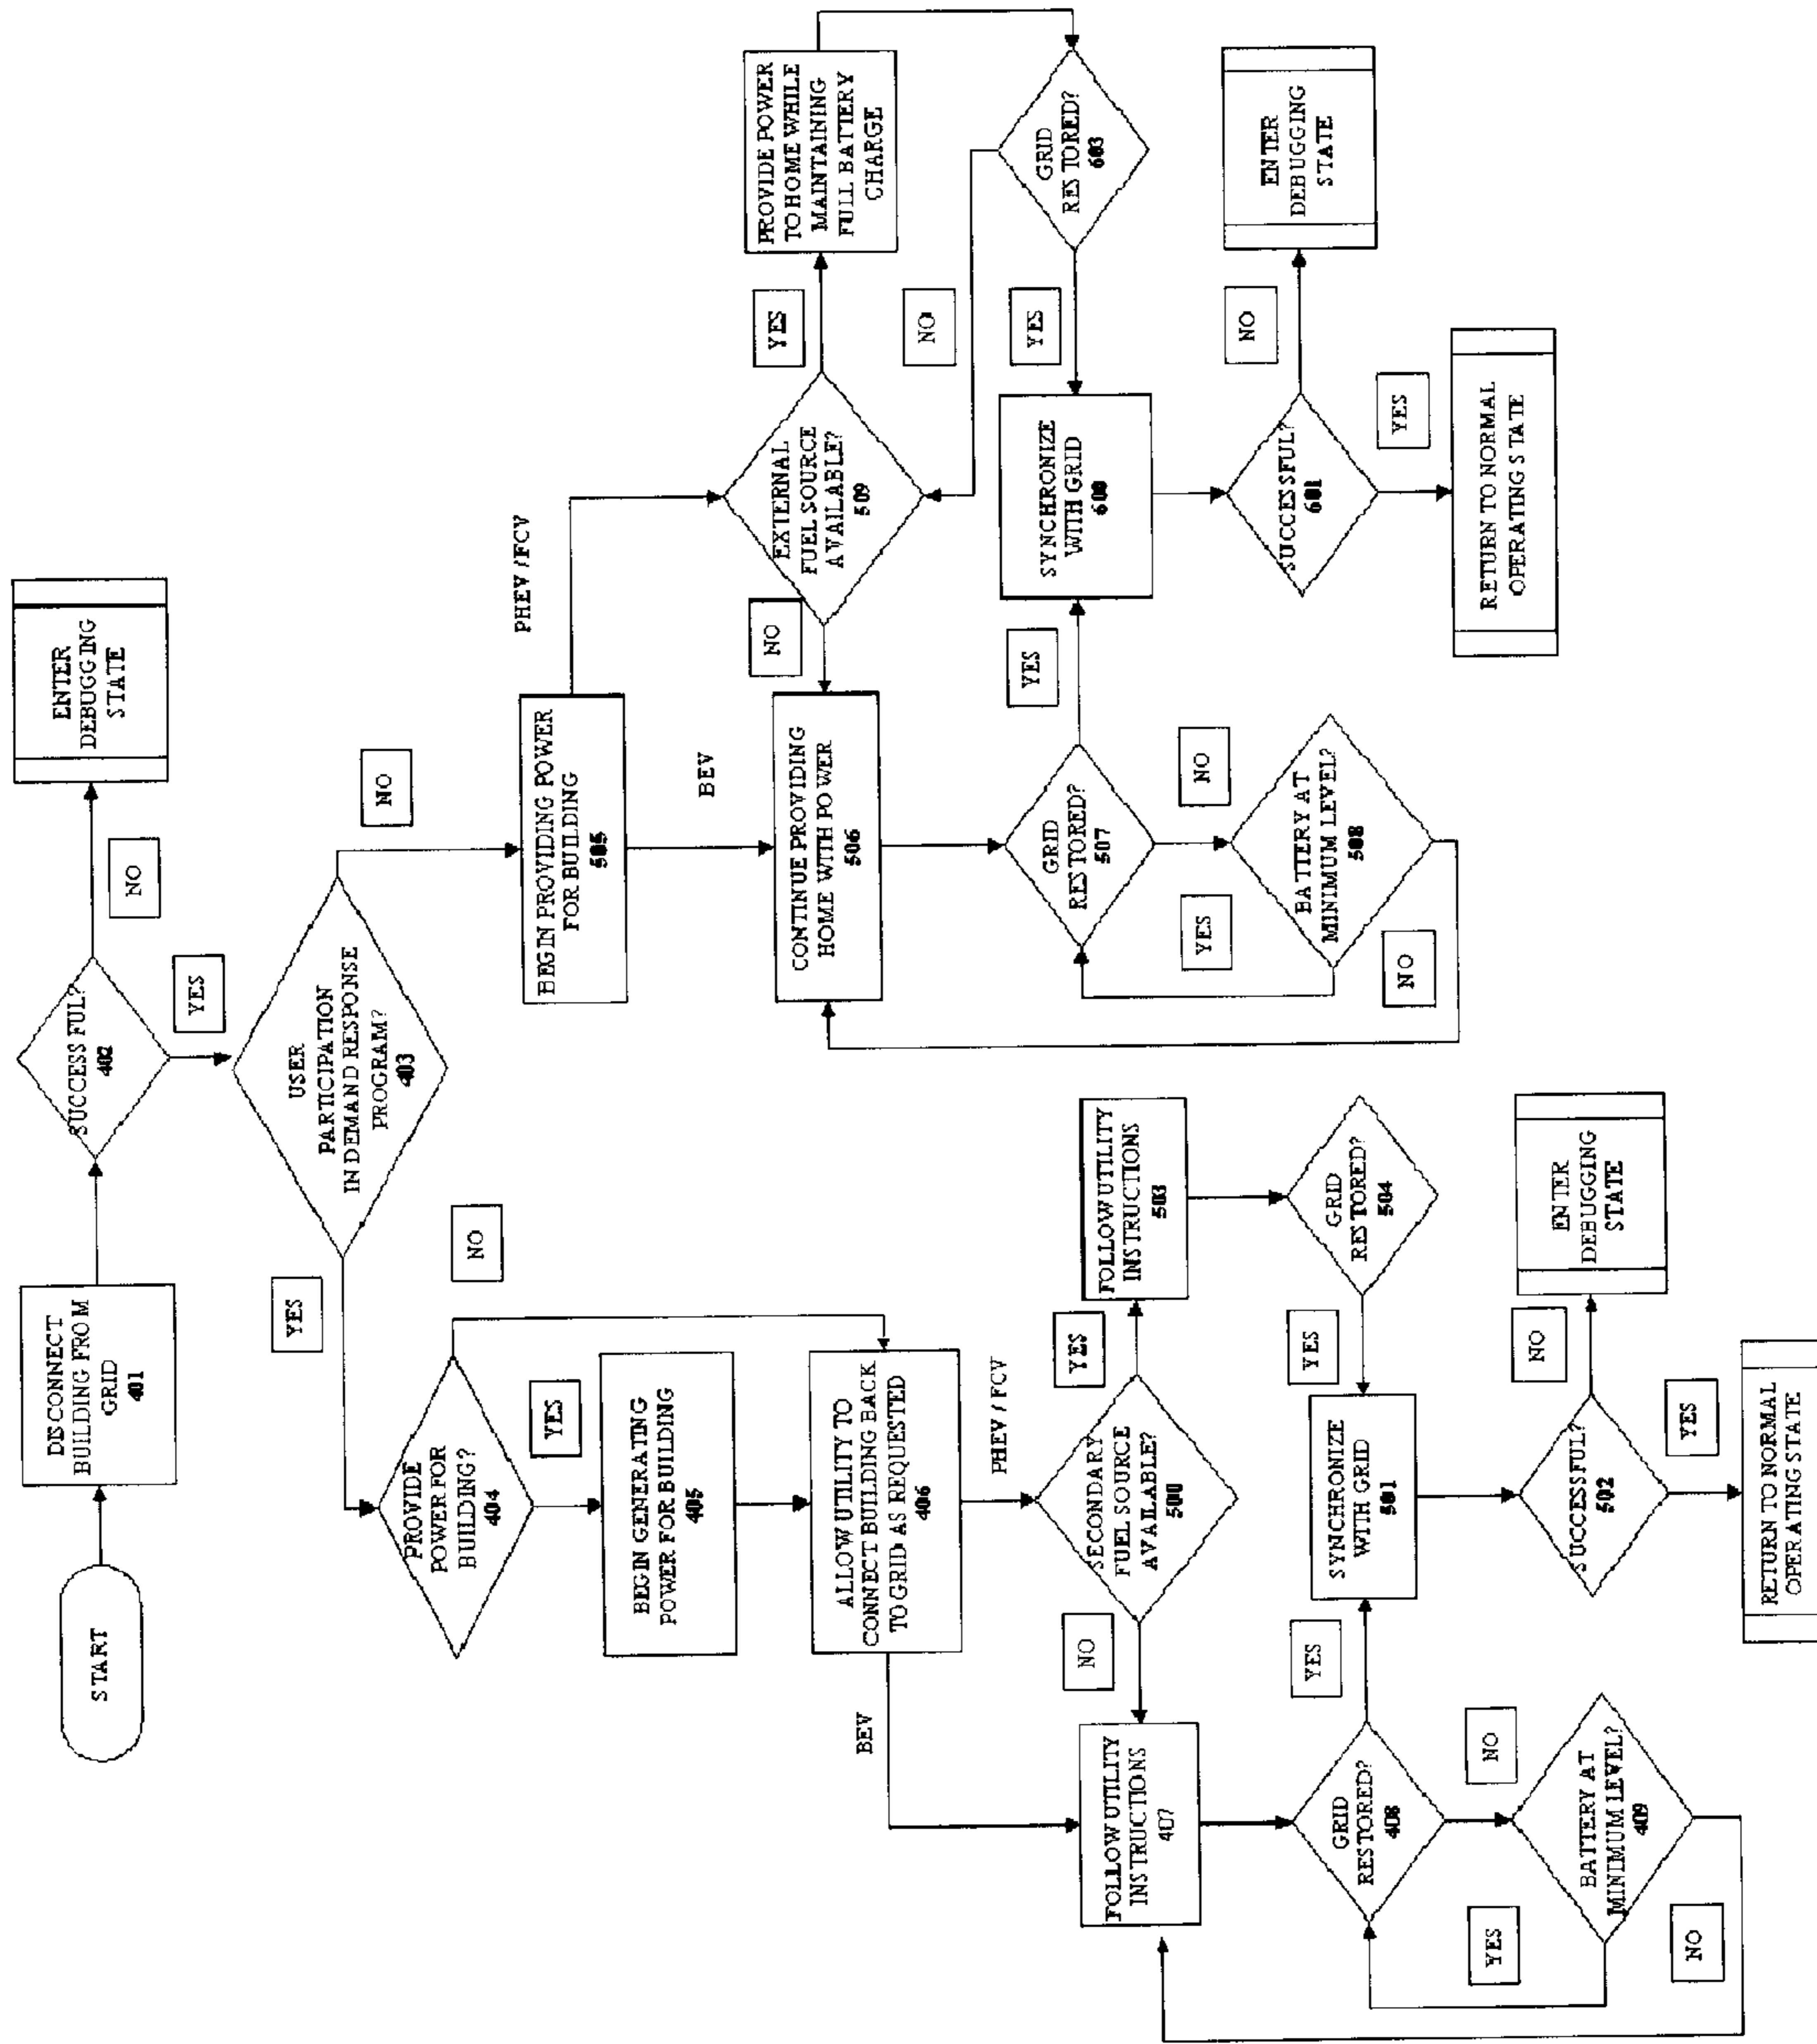 START
DISCONNECT
BUILDING FROM
GRID
401
SUCCESSFUL?
402
NO
ENTER
DEBUGGING
STATE
YES
USER
PARTICIPATION
IN DEMAND RESPONSE
PROGRAM?
403
YES
NO
PROVIDE
POWER FOR
BUILDING?
404
NO
YES
BEGIN GENERATING
POWER FOR BUILDING
405
ALLOW UTILITY TO
CONNECT BUILDING BACK
TO GRID AS REQUESTED
406
BEV
PHEV / FCV
SECONDARY
FUEL SOURCE
AVAILABLE?
500
NO
YES
FOLLOW UTILITY
INSTRUCTIONS
407
FOLLOW UTILITY
INSTRUCTIONS
503
GRID
RESTORED?
408
YES
GRID
RESTORED?
504
YES
SYNCHRONIZE
WITH GRID
501
NO
BATTERY AT
MINIMUM LEVEL?
409
YES
NO
SUCCESSFUL?
502
NO
ENTER
DEBUGGING
STATE
YES
RETURN TO NORMAL
OPERATING STATE
BEGIN PROVIDING POWER
FOR BUILDING
505
PHEV / FCV
BEV
CONTINUE PROVIDING
HOME WITH POWER
506
NO
EXTERNAL
FUEL SOURCE
AVAILABLE?
509
YES
PROVIDE POWER
TO HOME WHILE
MAINTAINING
FULL BATTERY
CHARGE
NO
GRID
RESTORED?
603
YES
GRID
RESTORED?
507
YES
SYNCHRONIZE
WITH GRID
600
NO
BATTERY AT
MINIMUM LEVEL?
508
YES
NO
SUCCESSFUL?
601
NO
ENTER
DEBUGGING
STATE
YES
RETURN TO NORMAL
OPERATING STATE